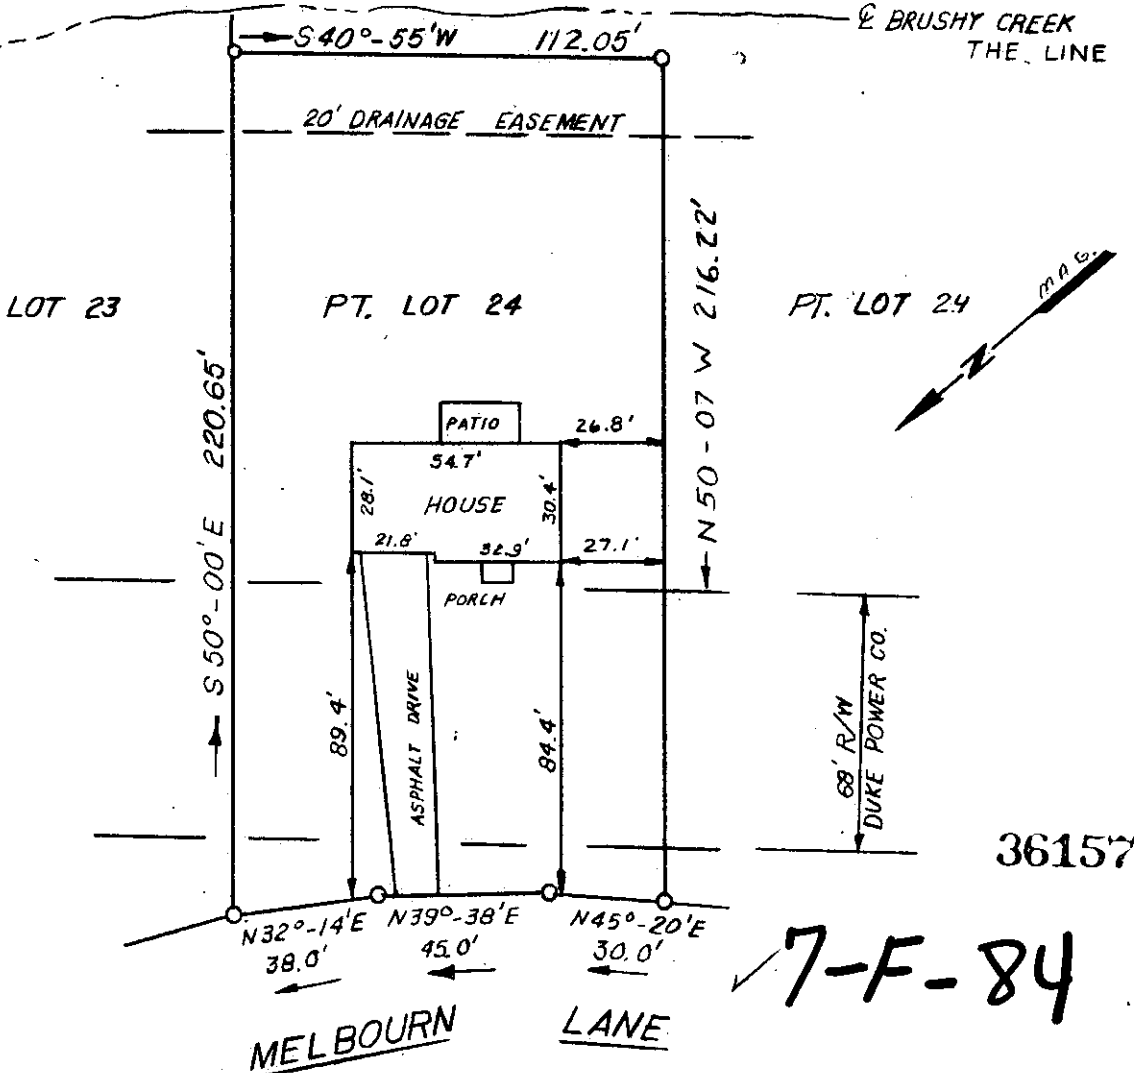 ℄ BRUSHY CREEK
THE LINE
S 40°-55'W 112.05'
20' DRAINAGE EASEMENT
LOT 23
PT. LOT 24
PT. LOT 24
MAG.
N
S 50°-00'E 220.65'
N 50-07 W 216.22'
PATIO
26.8'
54.7'
28.1'
HOUSE
30.4'
21.8'
32.9'
27.1'
PORCH
89.4'
ASPHALT DRIVE
84.4'
68' R/W
DUKE POWER CO.
36157
N32°-14'E
38.0'
N39°-38'E
45.0'
N45°-20'E
30.0'
7-F-84
MELBOURN LANE